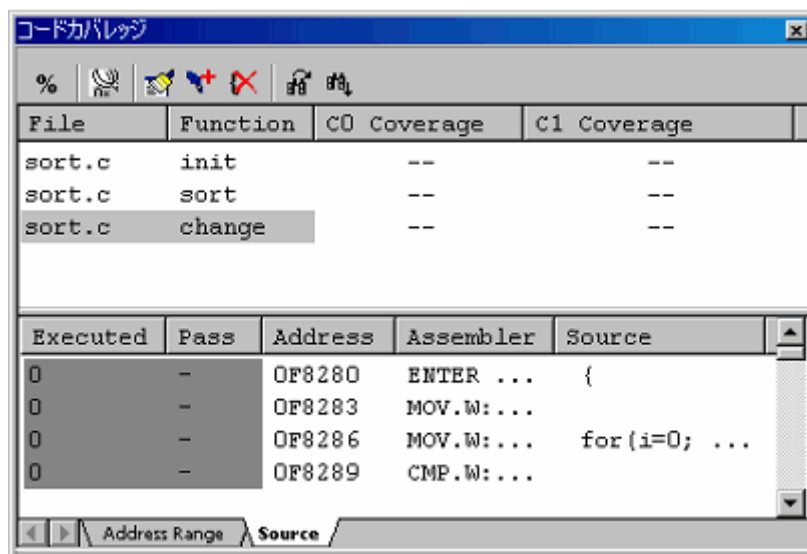 コードカバレッジ
%
File Function C0 Coverage C1 Coverage
sort.c init -- --
sort.c sort -- --
sort.c change -- --
Executed Pass Address Assembler Source
0 - 0F8280 ENTER ... {
0 - 0F8283 MOV.W:...
0 - 0F8286 MOV.W:... for(i=0; ...
0 - 0F8289 CMP.W:...
Address Range Source